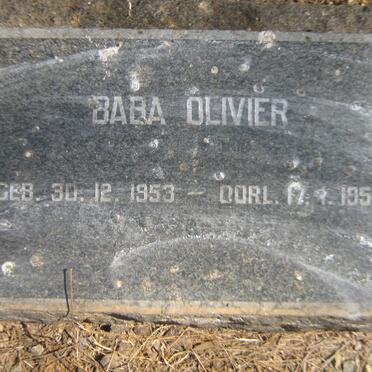 BABA OLIVIER
GEB. 30. 12. 1953 - OORL.